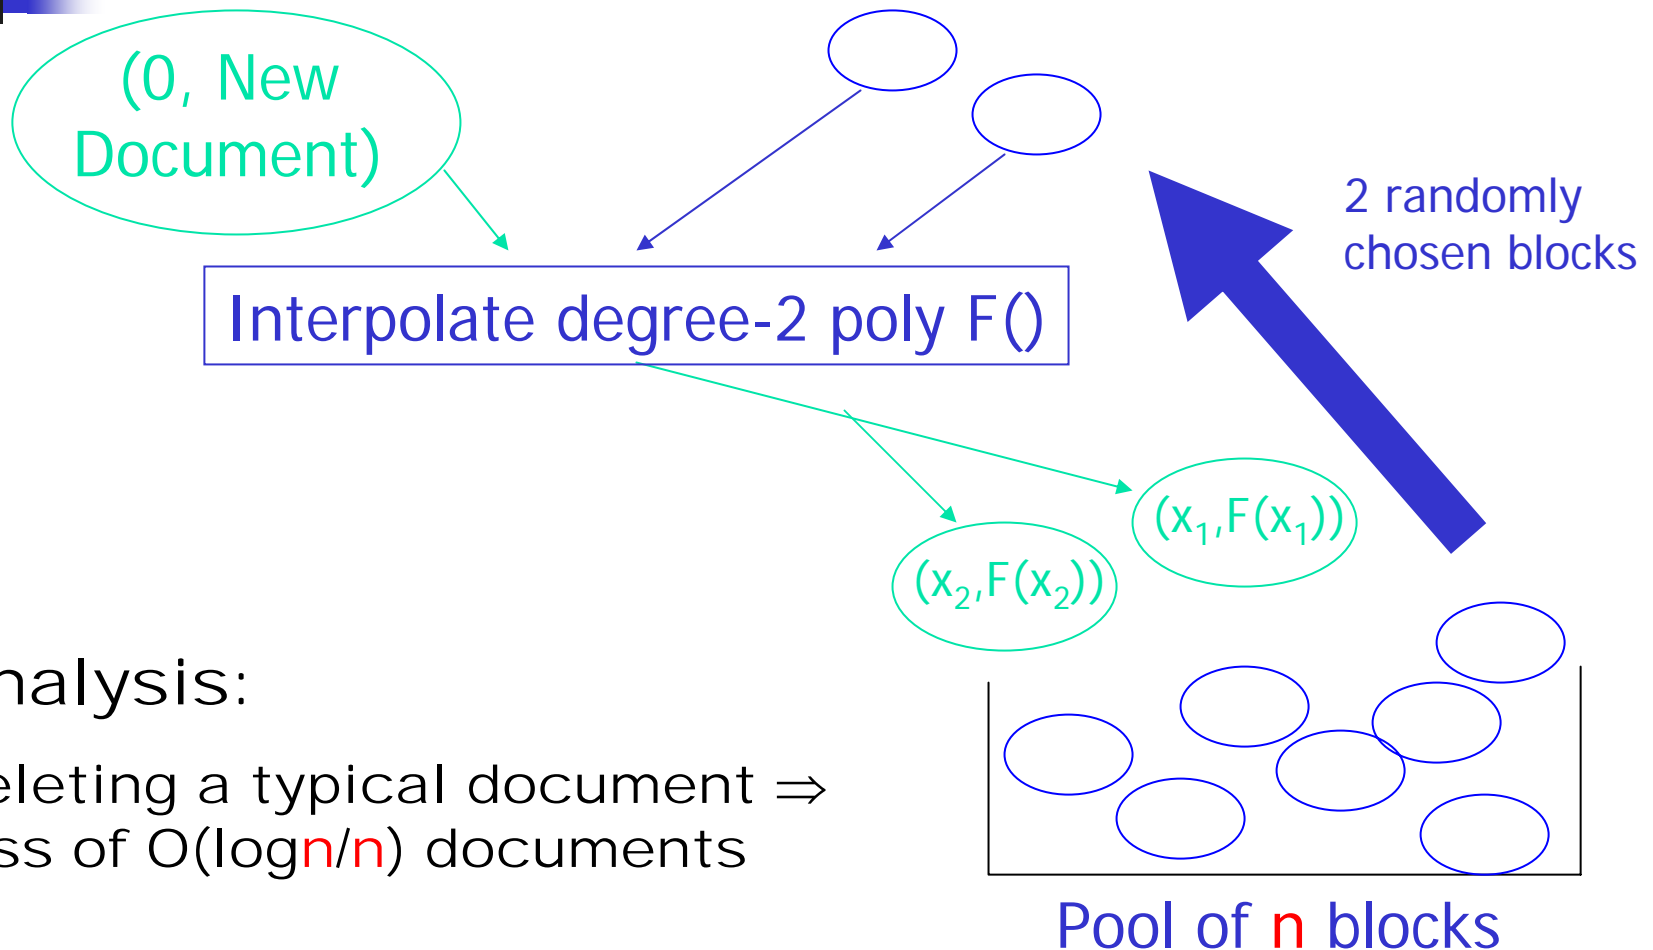 (0, New
Document)
2 randomly
chosen blocks
Interpolate degree-2 poly F()
(x₁,F(x₁))
(x₂,F(x₂))
nalysis:
eleting a typical document ⇒
ss of O(logn/n) documents
Pool of n blocks